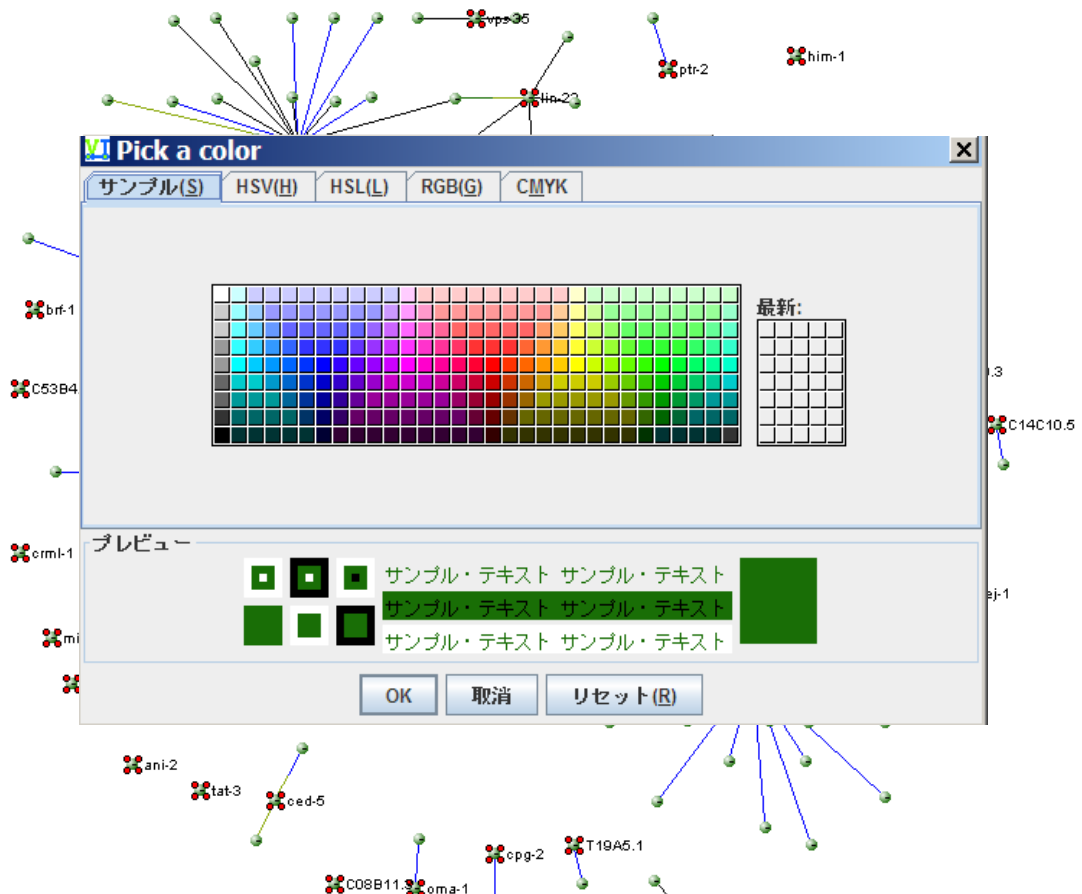 vps-35
ptr-2
him-1
lin-23
Pick a color
サンプル(S) HSV(H) HSL(L) RGB(G) CMYK
最新:
brf-1
.3
C53B4
C14C10.5
プレビュー
crml-1
サンプル・テキスト サンプル・テキスト
サンプル・テキスト サンプル・テキスト
サンプル・テキスト サンプル・テキスト
ej-1
mi
OK 取消 リセット(R)
ani-2
tat-3
ced-5
cpg-2
T19A5.1
C08B11.
oma-1